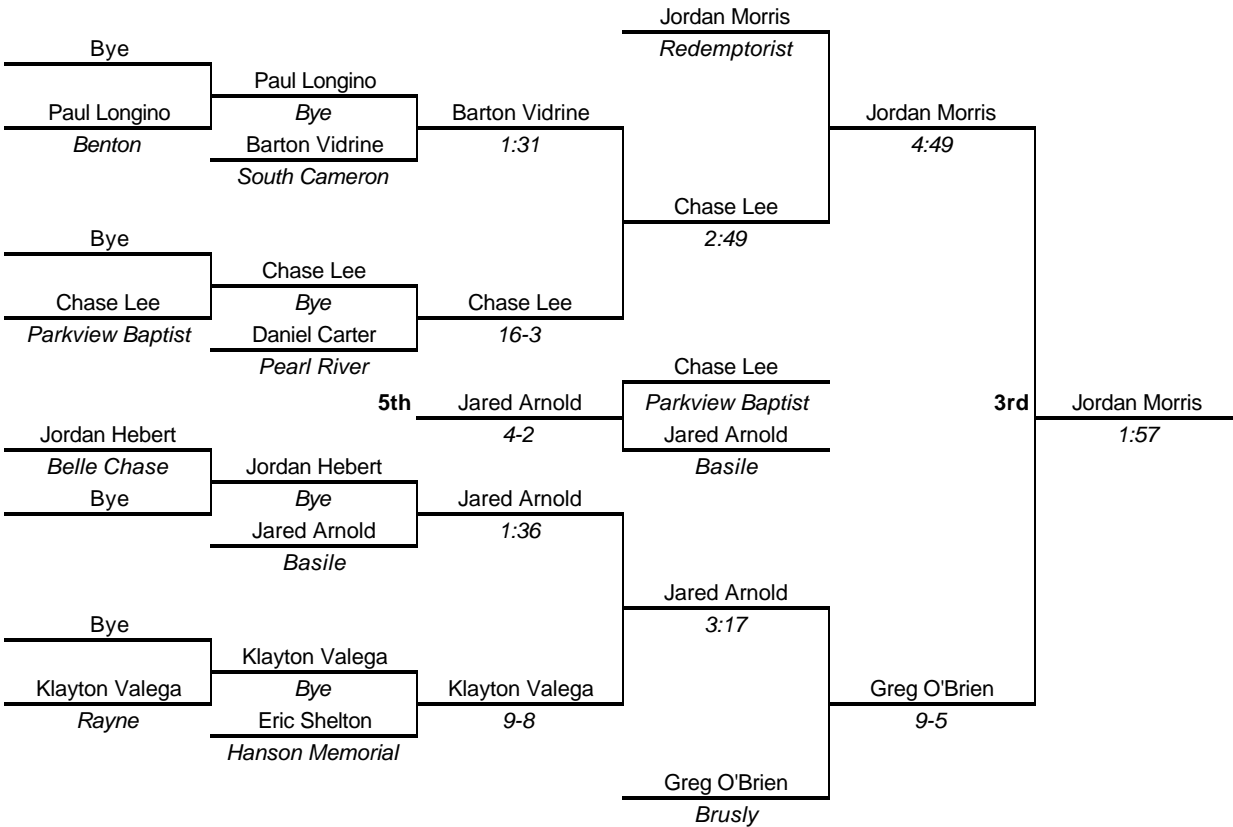 Jordan Morris
Redemptorist
Bye
Paul Longino
Paul Longino
Bye
Barton Vidrine
Jordan Morris
Benton
Barton Vidrine
1:31
4:49
South Cameron
Chase Lee
2:49
Bye
Chase Lee
Chase Lee
Bye
Chase Lee
Parkview Baptist
Daniel Carter
16-3
Pearl River
Chase Lee
5th
Jared Arnold
Parkview Baptist
3rd
Jordan Morris
4-2
Jared Arnold
1:57
Basile
Jordan Hebert
Belle Chase
Jordan Hebert
Bye
Bye
Jared Arnold
Jared Arnold
1:36
Basile
Jared Arnold
3:17
Bye
Klayton Valega
Klayton Valega
Bye
Klayton Valega
Greg O'Brien
Rayne
Eric Shelton
9-8
9-5
Hanson Memorial
Greg O'Brien
Brusly